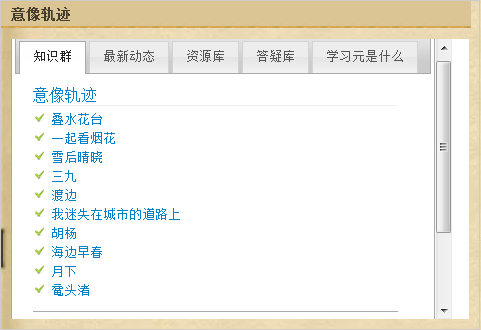 意像轨迹
知识群 最新动态 资源库 答疑库 学习元是什么
意像轨迹
叠水花台
一起看烟花
雪后晴晓
三九
渡边
我迷失在城市的道路上
胡杨
海边早春
月下
鼋头渚